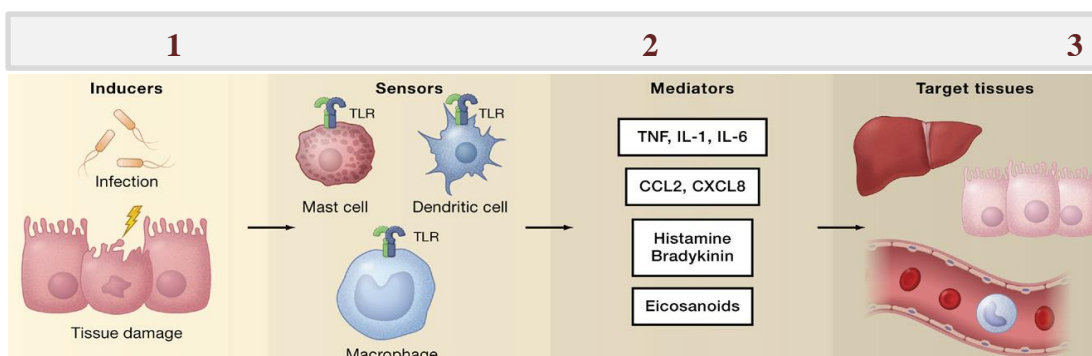 1 2 3
Inducers Sensors Mediators Target tissues
TLR TLR
TNF, IL-1, IL-6
Infection
CCL2, CXCL8
Mast cell Dendritic cell
TLR
Histamine
Bradykinin
Eicosanoids
Tissue damage
Macrophage